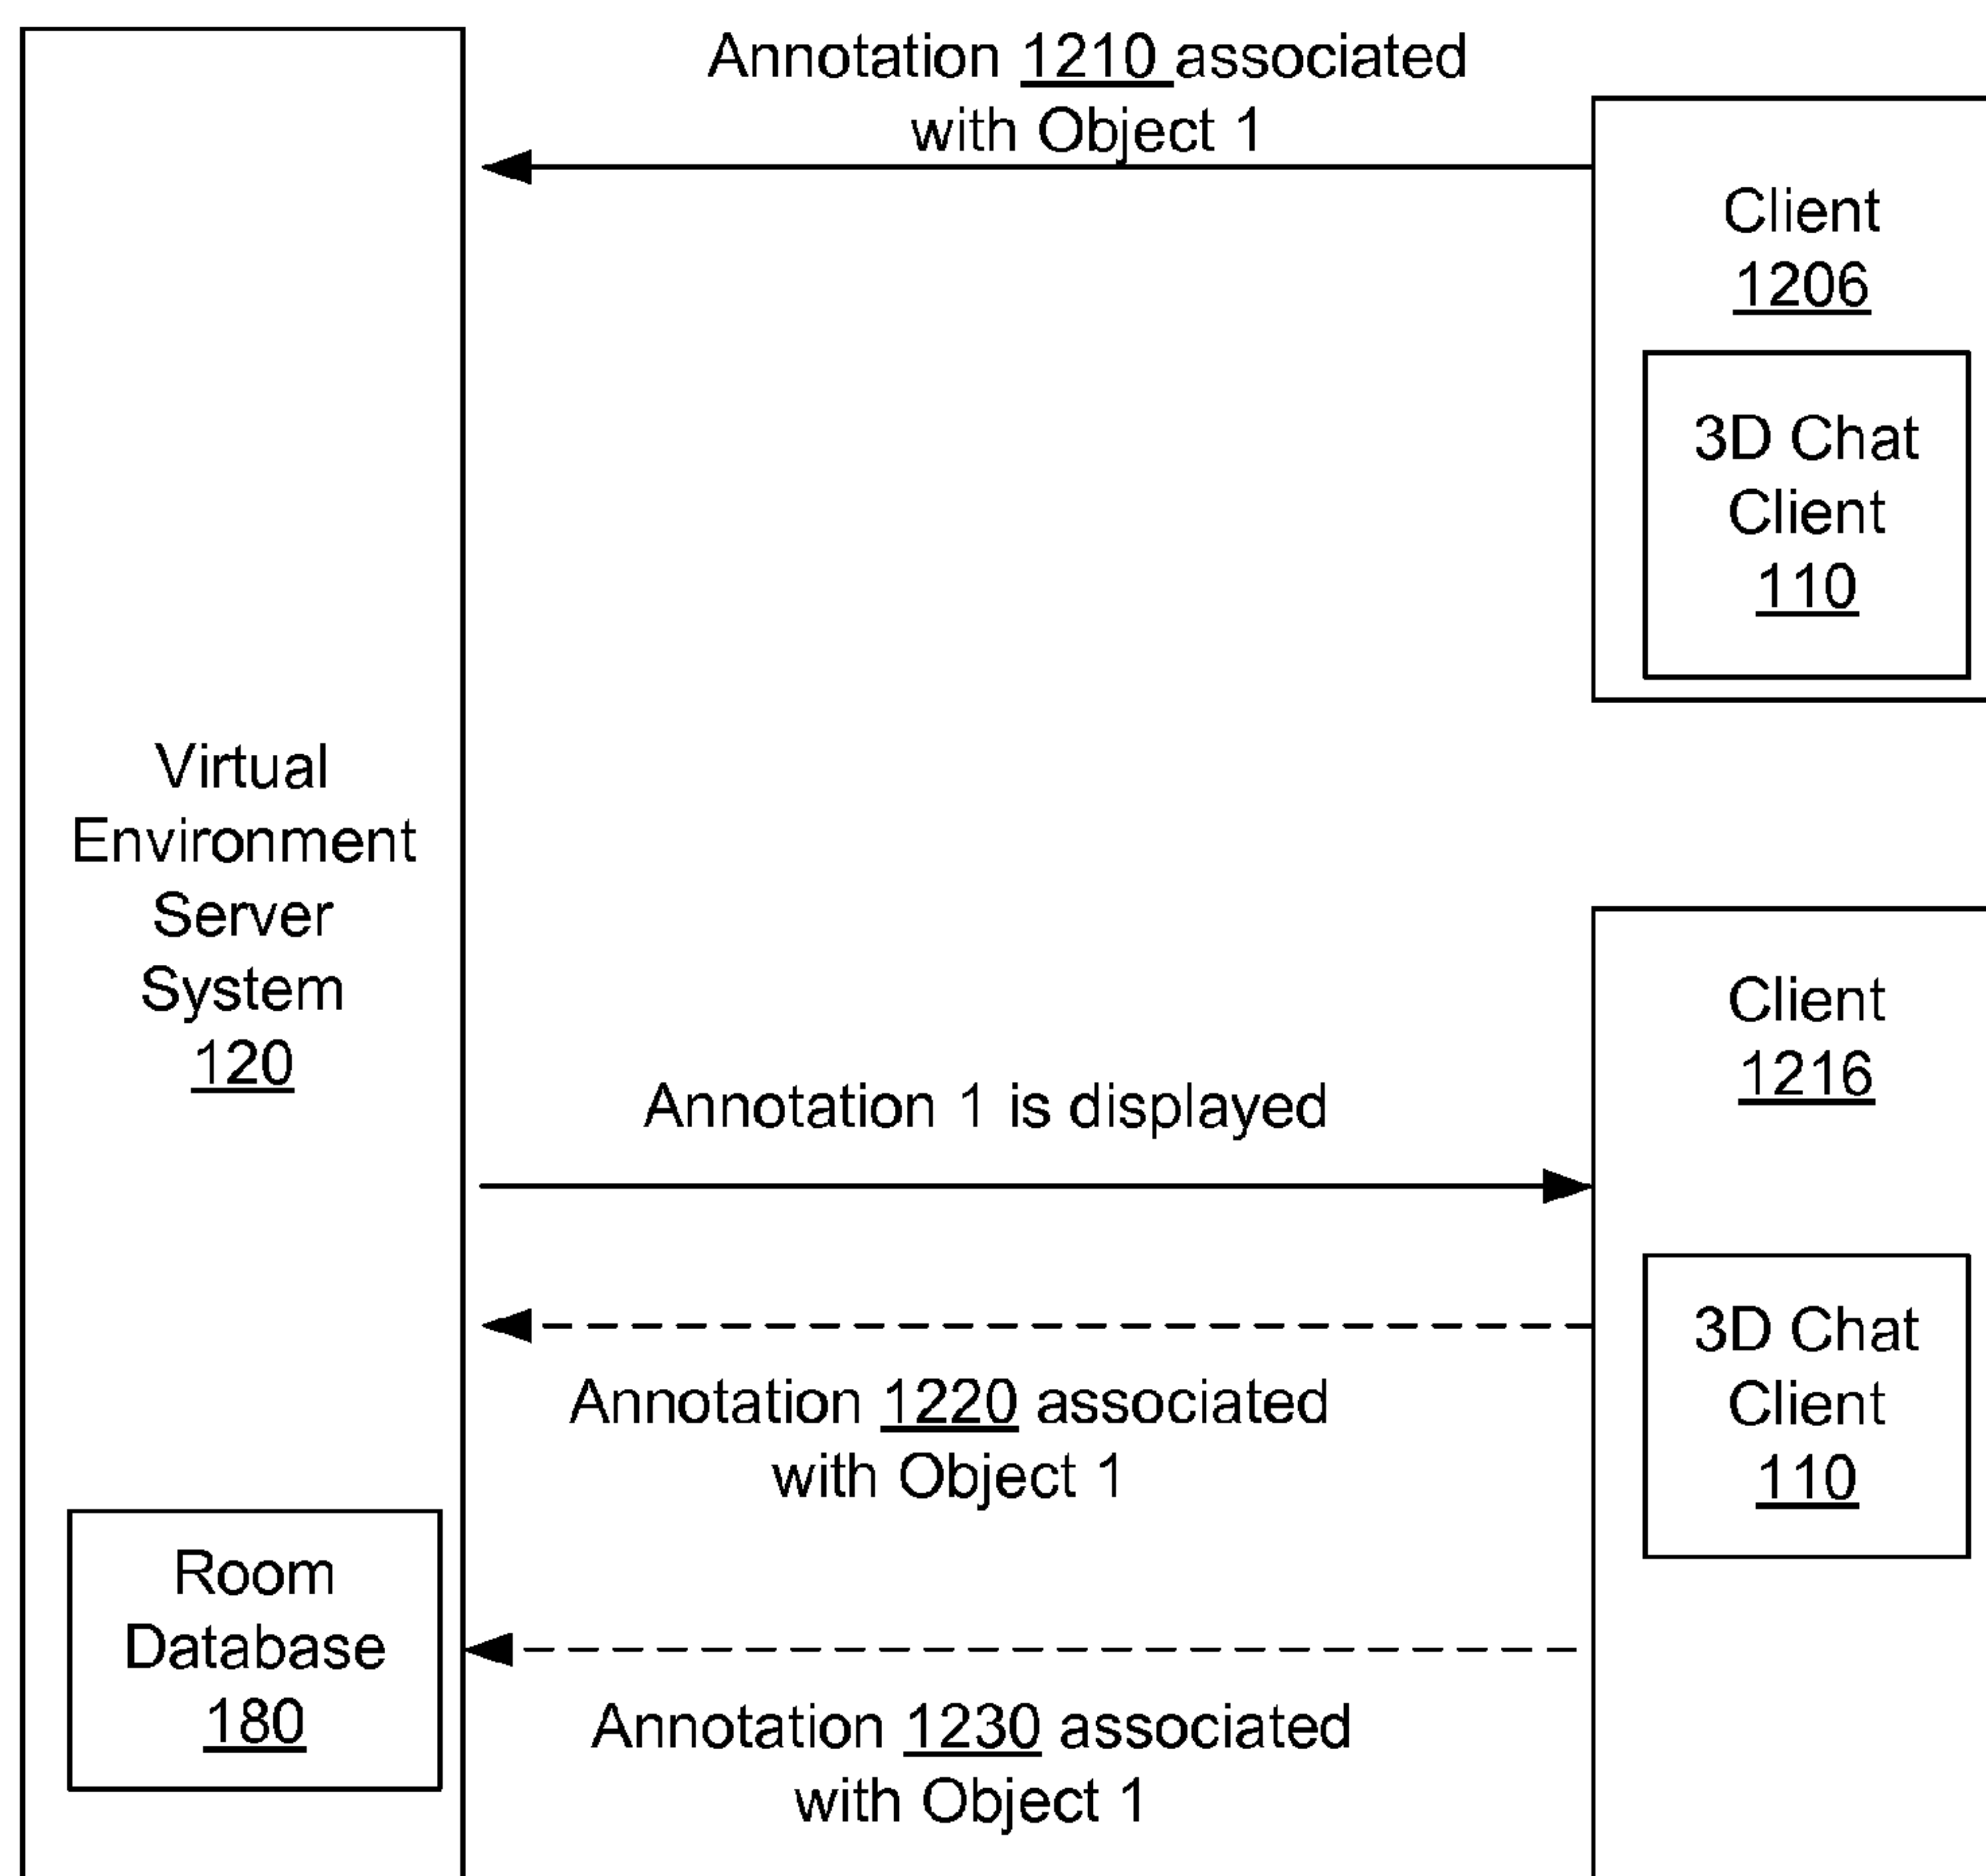 Annotation 1210 associated
with Object 1
Client
1206
3D Chat
Client
110
Virtual
Environment
Server
System
120
Client
1216
Annotation 1 is displayed
3D Chat
Client
110
Annotation 1220 associated
with Object 1
Room
Database
180
Annotation 1230 associated
with Object 1